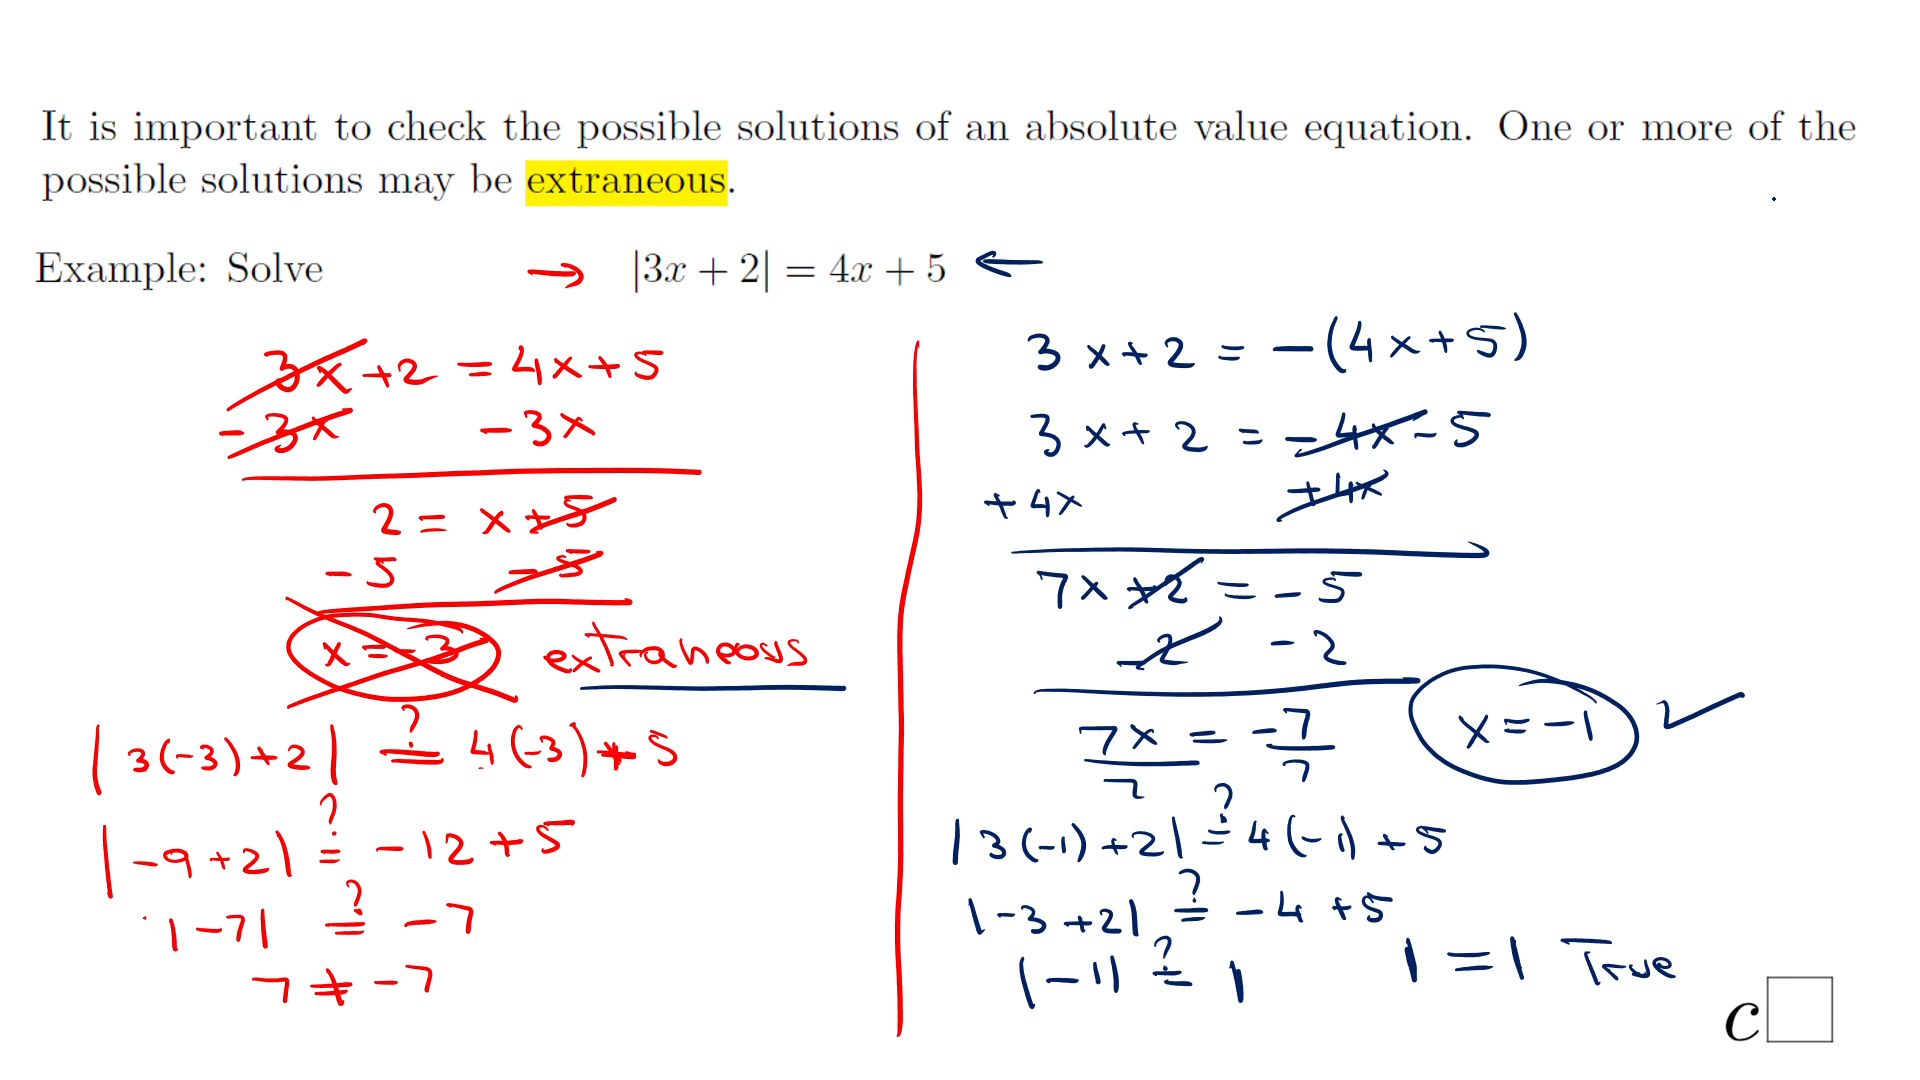 It is important to check the possible solutions of an absolute value equation. One or more of the
possible solutions may be extraneous.
Example: Solve → |3x + 2| = 4x + 5 ←
3x + 2 = 4x + 5
- 3x - 3x
2 = x + 5
- 5 - 5
x = -3 extraneous
| 3(-3) + 2 | ≟ 4(-3) + 5
| -9 + 2 | ≟ -12 + 5
| -7 | ≟ -7
7 ≠ -7
3x + 2 = -(4x + 5)
3x + 2 = -4x - 5
+ 4x + 4x
7x + 2 = -5
- 2 - 2
7x = -7
7 7
x = -1 ✓
| 3(-1) + 2 | ≟ 4(-1) + 5
| -3 + 2 | ≟ -4 + 5
| -1 | ≟ 1 1 = 1 True
C